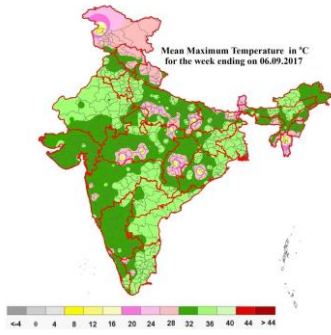 Mean Maximum Temperature in °C
for the week ending on 06.09.2017
<-4 0 4 8 12 16 20 24 28 32 36 40 44 > 44